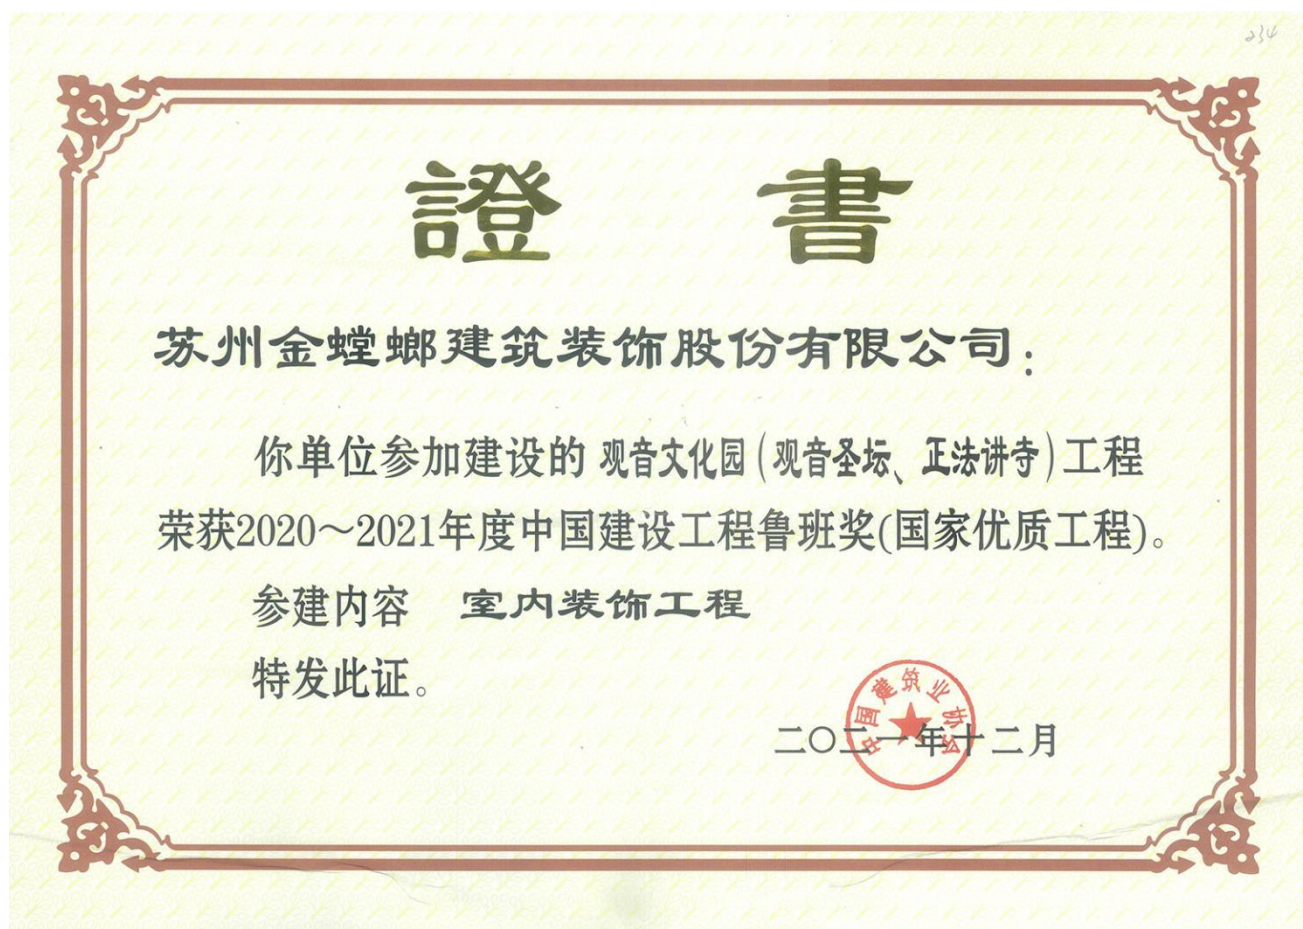 234
證 書
苏州金螳螂建筑装饰股份有限公司：
你单位参加建设的 观音文化园（观音圣坛、正法讲寺）工程
荣获2020～2021年度中国建设工程鲁班奖(国家优质工程)。
参建内容 室内装饰工程
特发此证。
中国建筑业协会
二〇二一年十二月